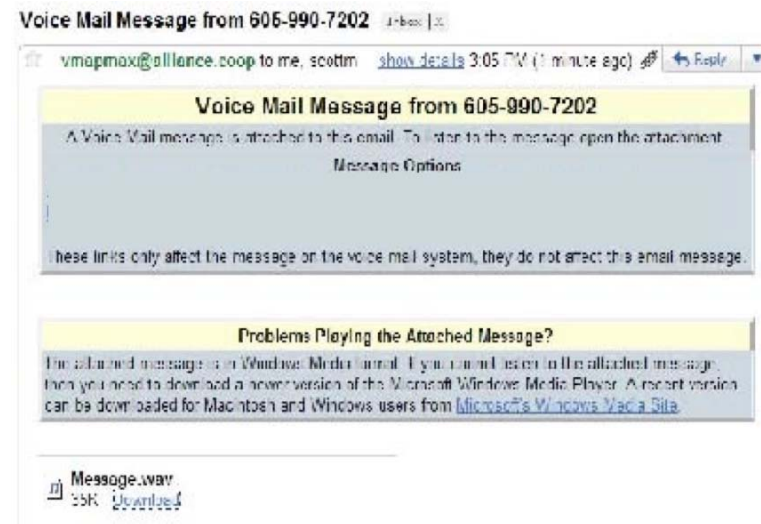 Voice Mail Message from 605-990-7202 Inbox | X
vmapmax@alliance.coop to me, scottm show details 3:05 PM (1 minute ago) Reply
Voice Mail Message from 605-990-7202
A Voice Mail message is attached to this email. To listen to the message open the attachment
Message Options
These links only affect the message on the voice mail system, they do not affect this email message.
Problems Playing the Attached Message?
The attached message is in Windows Media format. If you cannot listen to the attached message,
then you need to download a newer version of the Microsoft Windows Media Player. A recent version
can be downloaded for Macintosh and Windows users from Microsoft's Windows Media Site.
Message.wav
35K Download